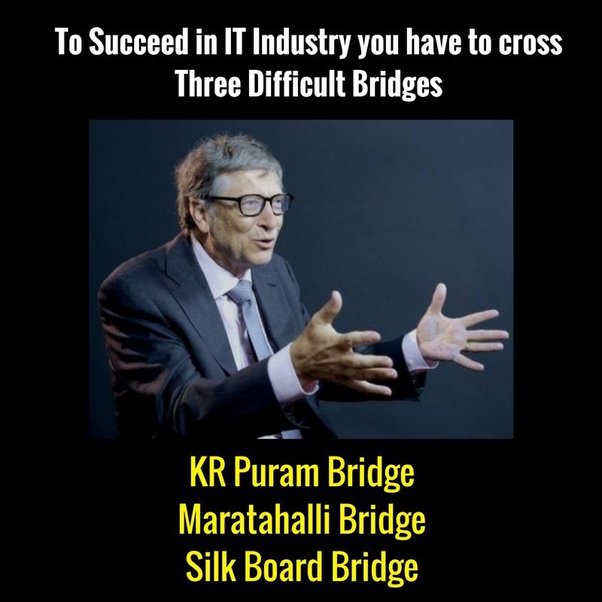 To Succeed in IT Industry you have to cross
Three Difficult Bridges
KR Puram Bridge
Maratahalli Bridge
Silk Board Bridge